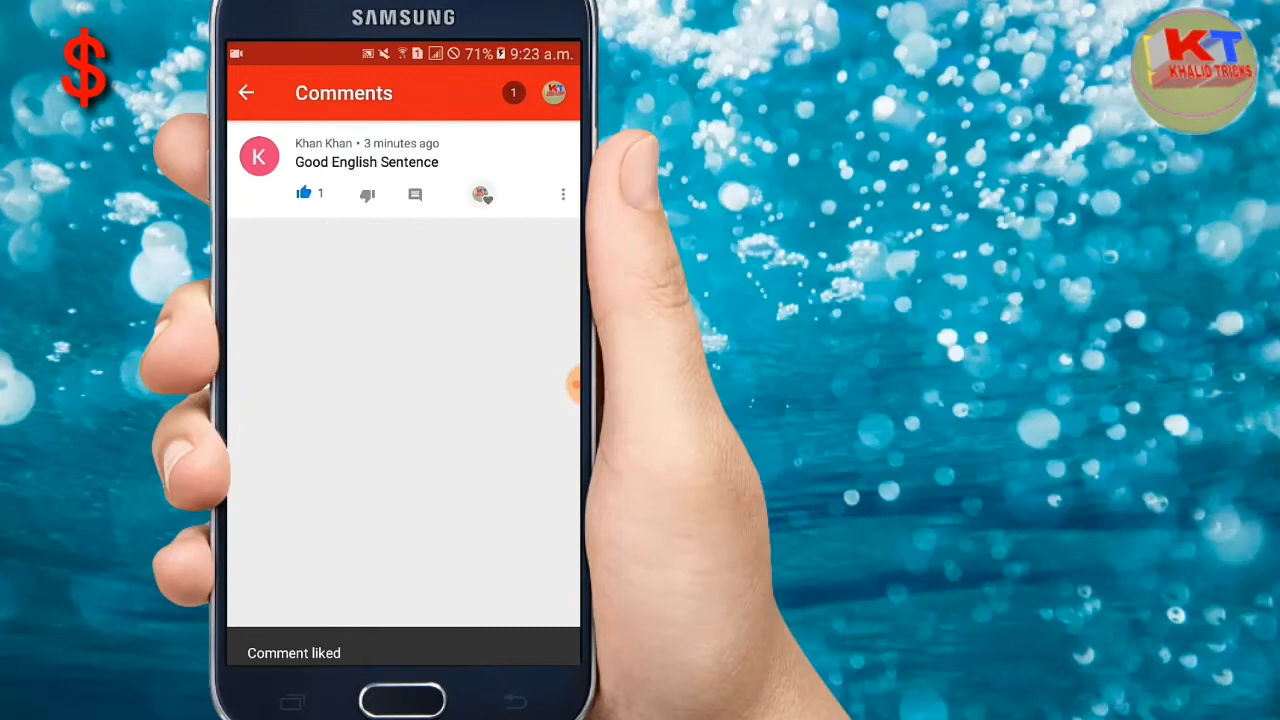 SAMSUNG
$
KT
KHALID TRICKS
71% 9:23 a.m.
Comments
1
KT
K
Khan Khan • 3 minutes ago
Good English Sentence
1
Comment liked